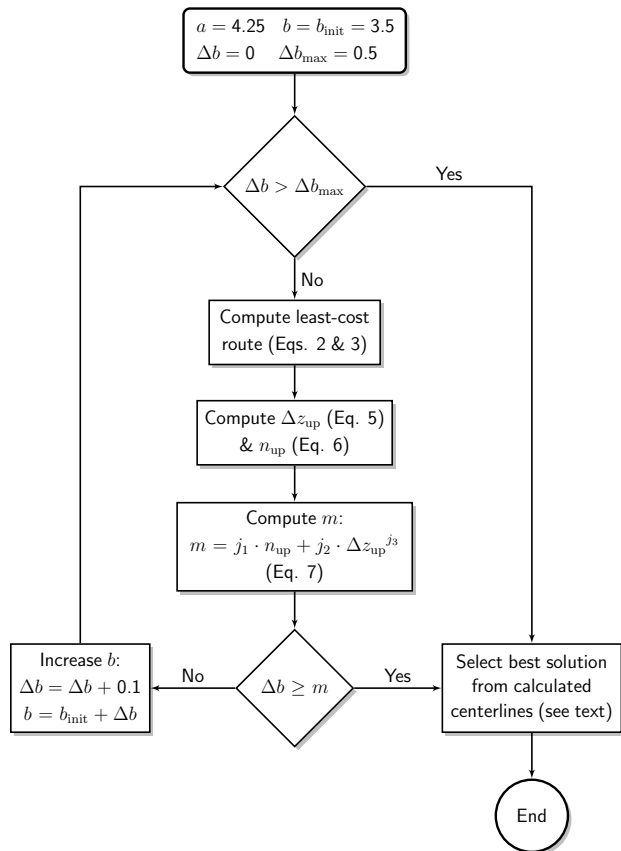 a = 4.25 b = b_init = 3.5
Δb = 0 Δb_max = 0.5
Δb > Δb_max
Yes
No
Compute least-cost
route (Eqs. 2 & 3)
Compute Δz_up (Eq. 5)
& n_up (Eq. 6)
Compute m:
m = j_1 · n_up + j_2 · Δz_up^j_3
(Eq. 7)
Increase b:
Δb = Δb + 0.1
b = b_init + Δb
No
Δb ≥ m
Yes
Select best solution
from calculated
centerlines (see text)
End